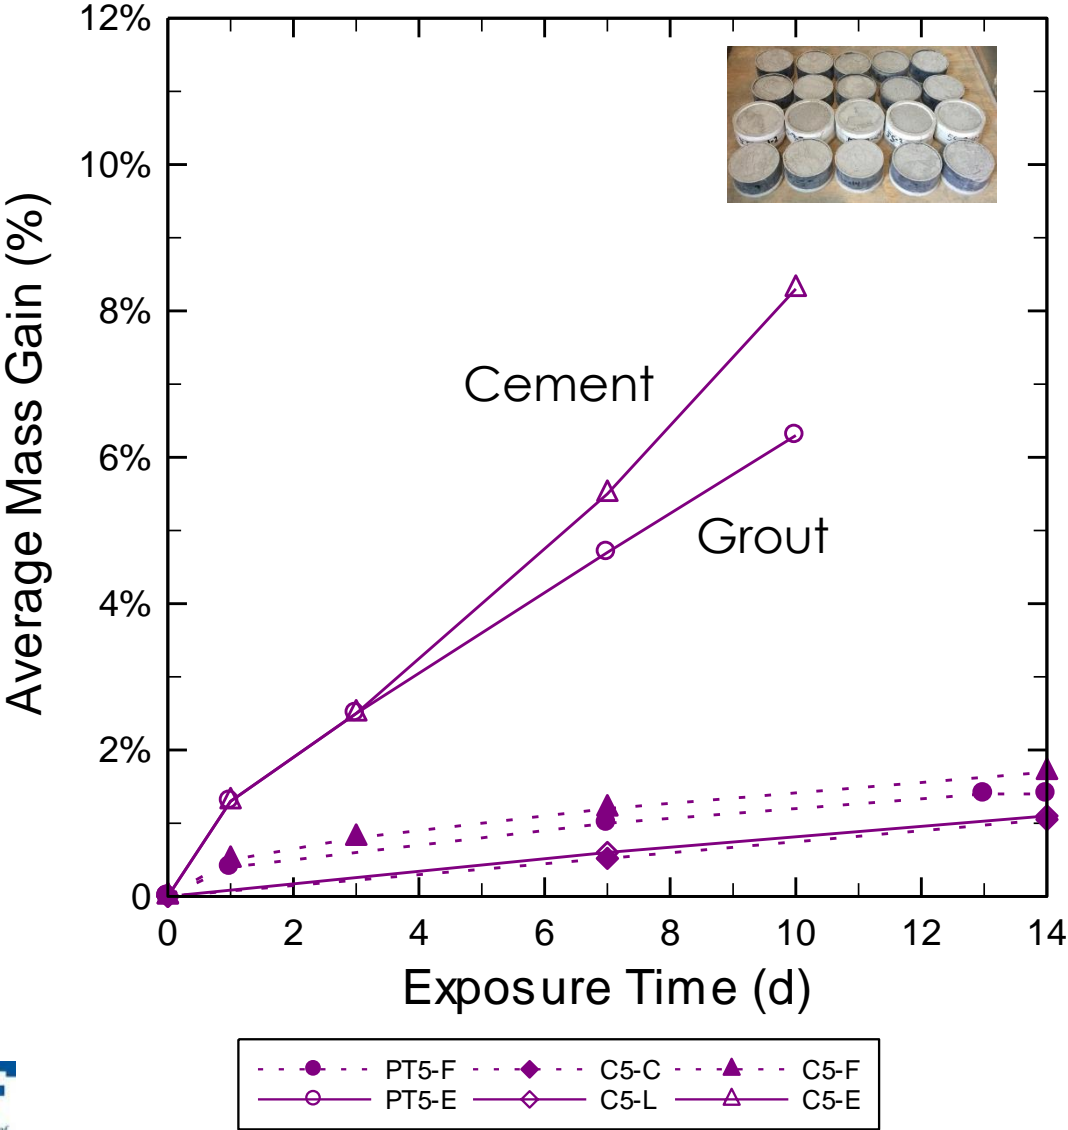 12%
10%
8%
6%
4%
2%
0
Average Mass Gain (%)
Cement
Grout
0 2 4 6 8 10 12 14
Exposure Time (d)
PT5-F C5-C C5-F
PT5-E C5-L C5-E